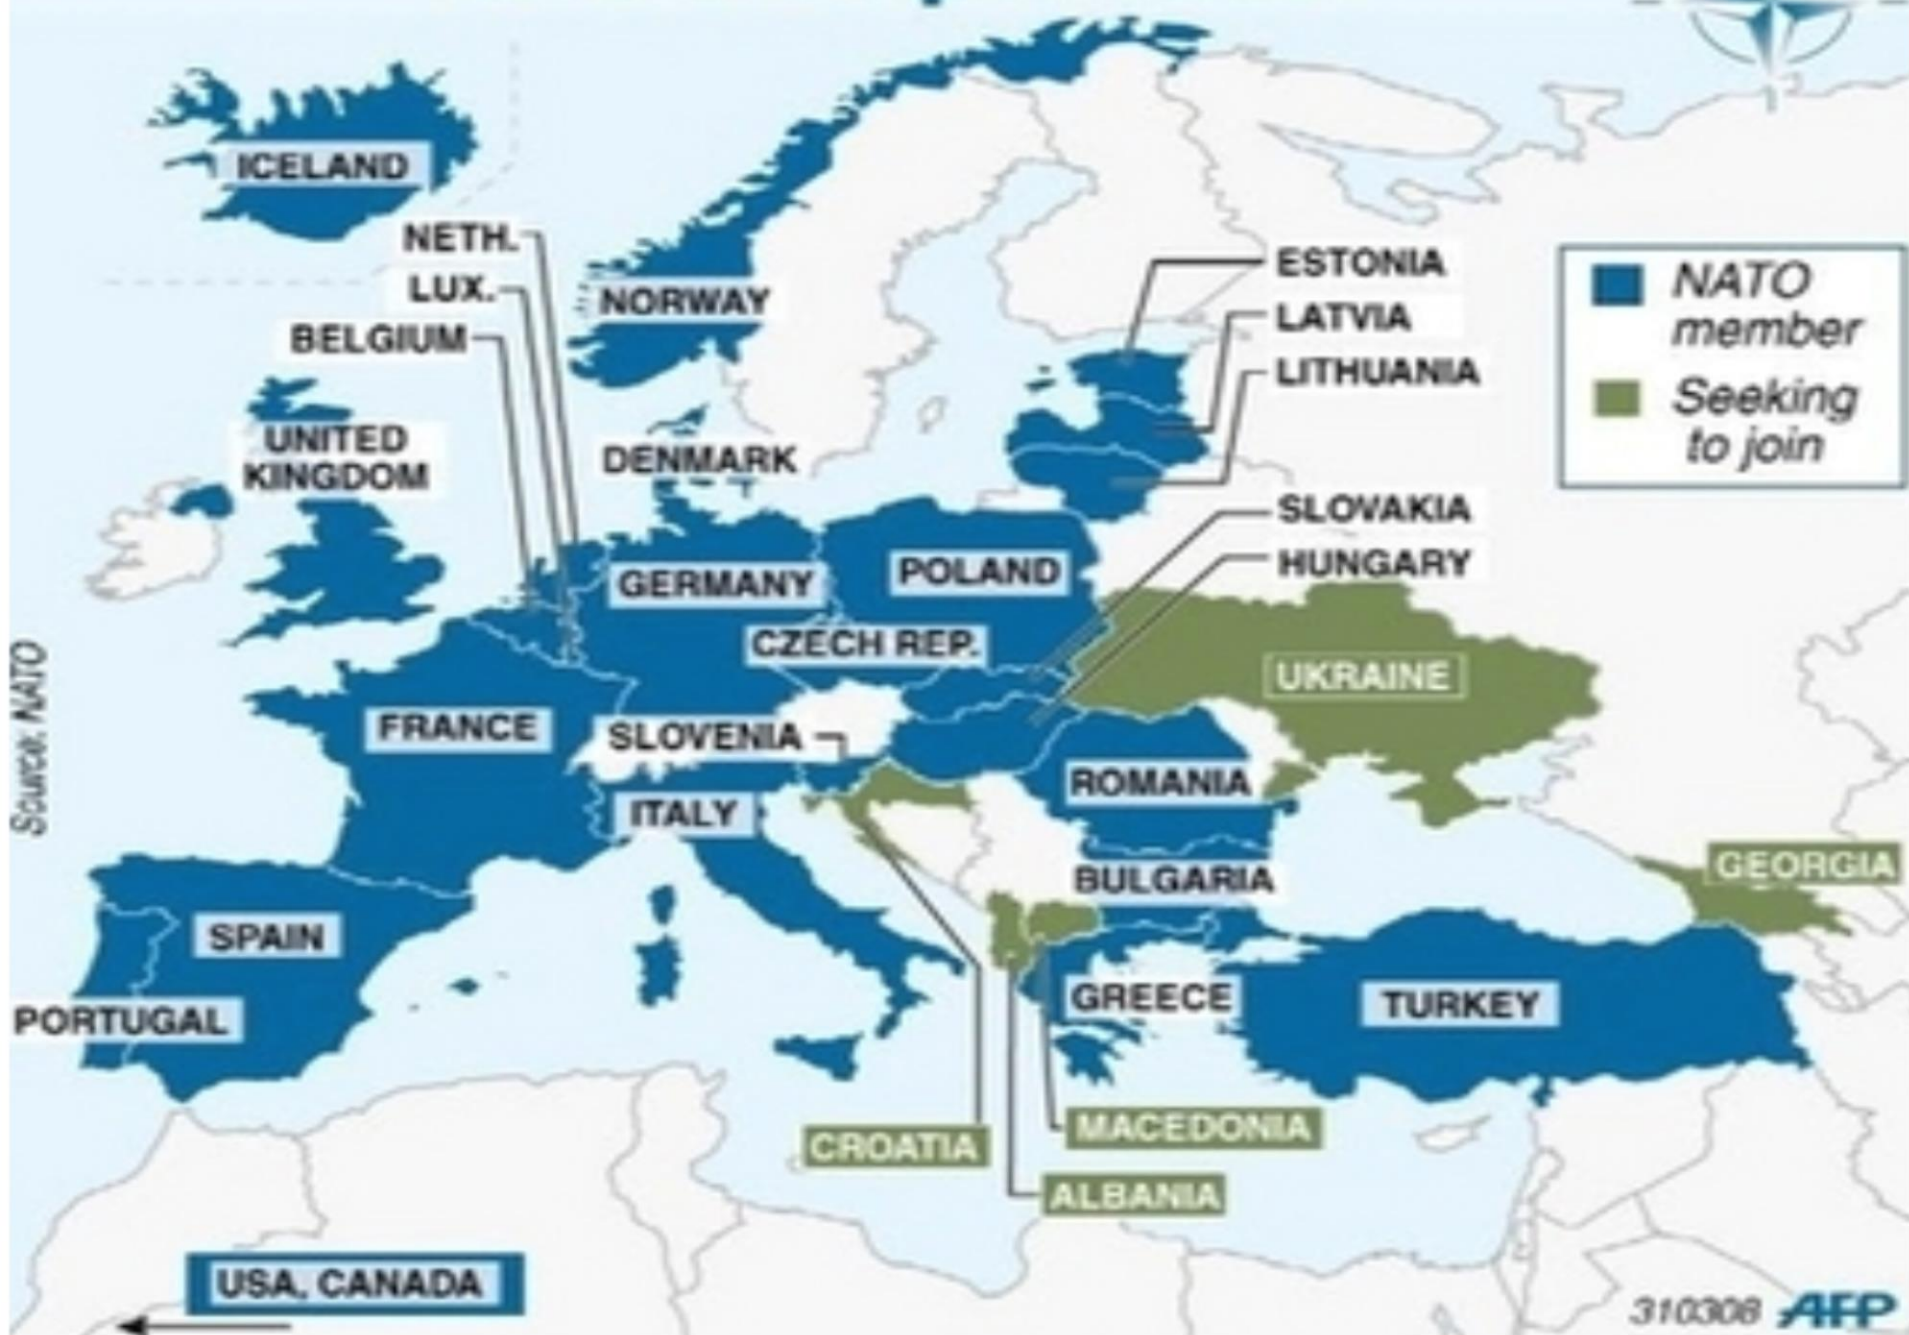 ICELAND
NETH.
LUX.
BELGIUM
NORWAY
UNITED
KINGDOM
DENMARK
ESTONIA
LATVIA
LITHUANIA
NATO
member
Seeking
to join
SLOVAKIA
HUNGARY
GERMANY
POLAND
CZECH REP.
UKRAINE
FRANCE
SLOVENIA
ITALY
ROMANIA
BULGARIA
GEORGIA
SPAIN
PORTUGAL
GREECE
TURKEY
CROATIA
MACEDONIA
ALBANIA
USA, CANADA
Source: NATO
310308 AFP